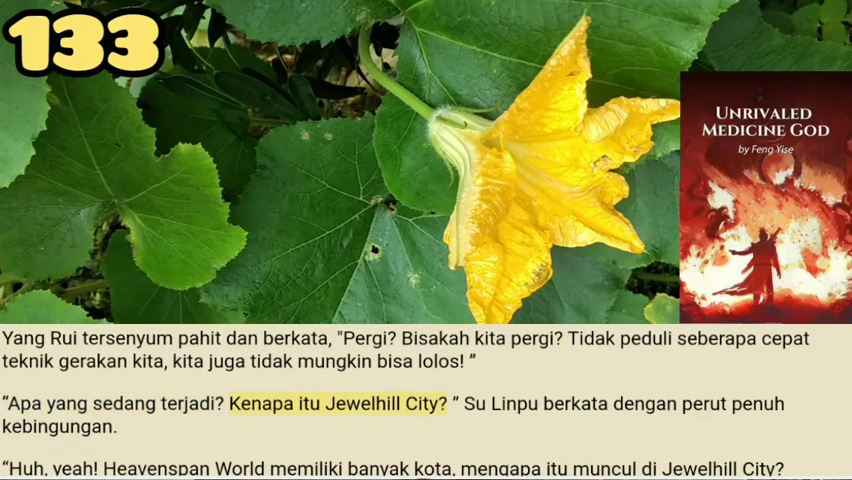 133
UNRIVALED
MEDICINE GOD
by Feng Yise
Yang Rui tersenyum pahit dan berkata, "Pergi? Bisakah kita pergi? Tidak peduli seberapa cepat
teknik gerakan kita, kita juga tidak mungkin bisa lolos! ”
“Apa yang sedang terjadi? Kenapa itu Jewelhill City? ” Su Linpu berkata dengan perut penuh
kebingungan.
“Huh, yeah! Heavenspan World memiliki banyak kota, mengapa itu muncul di Jewelhill City?